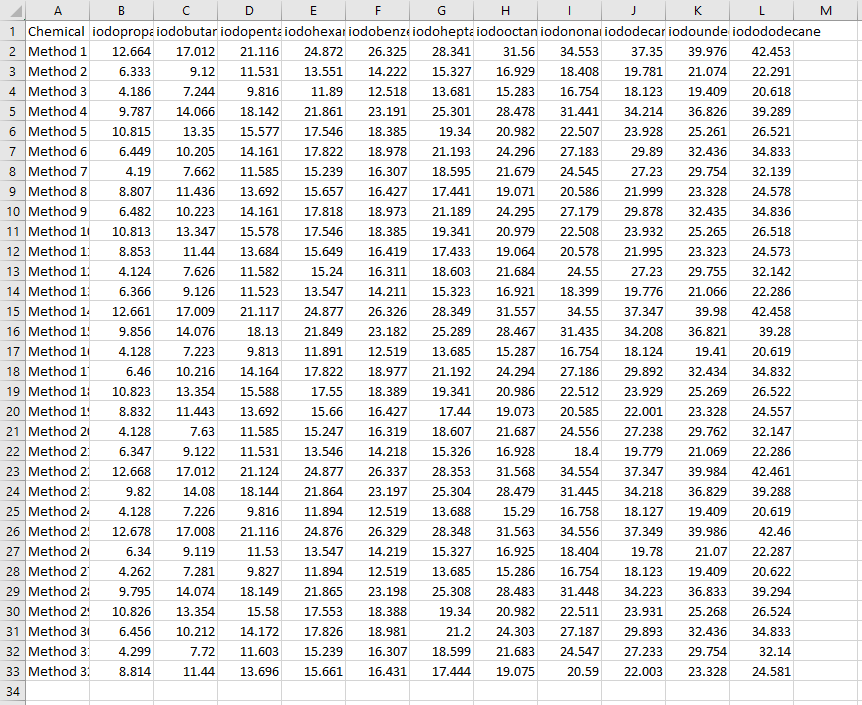 A B C D E F G H I J K L M
1 Chemical iodopropa iodobutar iodopenta iodohexar iodobenze iodohepta iodooctan iodononar iodedecar iodounde iodododecane
2 Method 1 12.664 17.012 21.116 24.872 26.325 28.341 31.56 34.553 37.35 39.976 42.453
3 Method 2 6.333 9.12 11.531 13.551 14.222 15.327 16.929 18.408 19.781 21.074 22.291
4 Method 3 4.186 7.244 9.816 11.89 12.518 13.681 15.283 16.754 18.123 19.409 20.618
5 Method 4 9.787 14.066 18.142 21.861 23.191 25.301 28.478 31.441 34.214 36.826 39.289
6 Method 5 10.815 13.35 15.577 17.546 18.385 19.34 20.982 22.507 23.928 25.261 26.521
7 Method 6 6.449 10.205 14.161 17.822 18.978 21.193 24.296 27.183 29.89 32.436 34.833
8 Method 7 4.19 7.662 11.585 15.239 16.307 18.595 21.679 24.545 27.23 29.754 32.139
9 Method 8 8.807 11.436 13.692 15.657 16.427 17.441 19.071 20.586 21.999 23.328 24.578
10 Method 9 6.482 10.223 14.161 17.818 18.973 21.189 24.295 27.179 29.878 32.435 34.836
11 Method 10 10.813 13.347 15.578 17.546 18.385 19.341 20.979 22.508 23.932 25.265 26.518
12 Method 1 8.853 11.44 13.684 15.649 16.419 17.433 19.064 20.578 21.995 23.323 24.573
13 Method 1 4.124 7.626 11.582 15.24 16.311 18.603 21.684 24.55 27.23 29.755 32.142
14 Method 1 6.366 9.126 11.523 13.547 14.211 15.323 16.921 18.399 19.776 21.066 22.286
15 Method 14 12.661 17.009 21.117 24.877 26.326 28.349 31.557 34.55 37.347 39.98 42.458
16 Method 15 9.856 14.076 18.13 21.849 23.182 25.289 28.467 31.435 34.208 36.821 39.28
17 Method 16 4.128 7.223 9.813 11.891 12.519 13.685 15.287 16.754 18.124 19.41 20.619
18 Method 1 6.46 10.216 14.164 17.822 18.977 21.192 24.294 27.186 29.892 32.434 34.832
19 Method 18 10.823 13.354 15.588 17.55 18.389 19.341 20.986 22.512 23.929 25.269 26.522
20 Method 19 8.832 11.443 13.692 15.66 16.427 17.44 19.073 20.585 22.001 23.328 24.557
21 Method 20 4.128 7.63 11.585 15.247 16.319 18.607 21.687 24.556 27.238 29.762 32.147
22 Method 2 6.347 9.122 11.531 13.546 14.218 15.326 16.928 18.4 19.779 21.069 22.286
23 Method 2 12.668 17.012 21.124 24.877 26.337 28.353 31.568 34.554 37.347 39.984 42.461
24 Method 2 9.82 14.08 18.144 21.864 23.197 25.304 28.479 31.445 34.218 36.829 39.288
25 Method 24 4.128 7.226 9.816 11.894 12.519 13.688 15.29 16.758 18.127 19.409 20.619
26 Method 25 12.678 17.008 21.116 24.876 26.329 28.348 31.563 34.556 37.349 39.986 42.46
27 Method 26 6.34 9.119 11.53 13.547 14.219 15.327 16.925 18.404 19.78 21.07 22.287
28 Method 2 4.262 7.281 9.827 11.894 12.519 13.685 15.286 16.754 18.123 19.409 20.622
29 Method 28 9.795 14.074 18.149 21.865 23.198 25.308 28.483 31.448 34.223 36.833 39.294
30 Method 29 10.826 13.354 15.58 17.553 18.388 19.34 20.982 22.511 23.931 25.268 26.524
31 Method 30 6.456 10.212 14.172 17.826 18.981 21.2 24.303 27.187 29.893 32.436 34.833
32 Method 3 4.299 7.72 11.603 15.239 16.307 18.599 21.683 24.547 27.233 29.754 32.14
33 Method 3 8.814 11.44 13.696 15.661 16.431 17.444 19.075 20.59 22.003 23.328 24.581
34